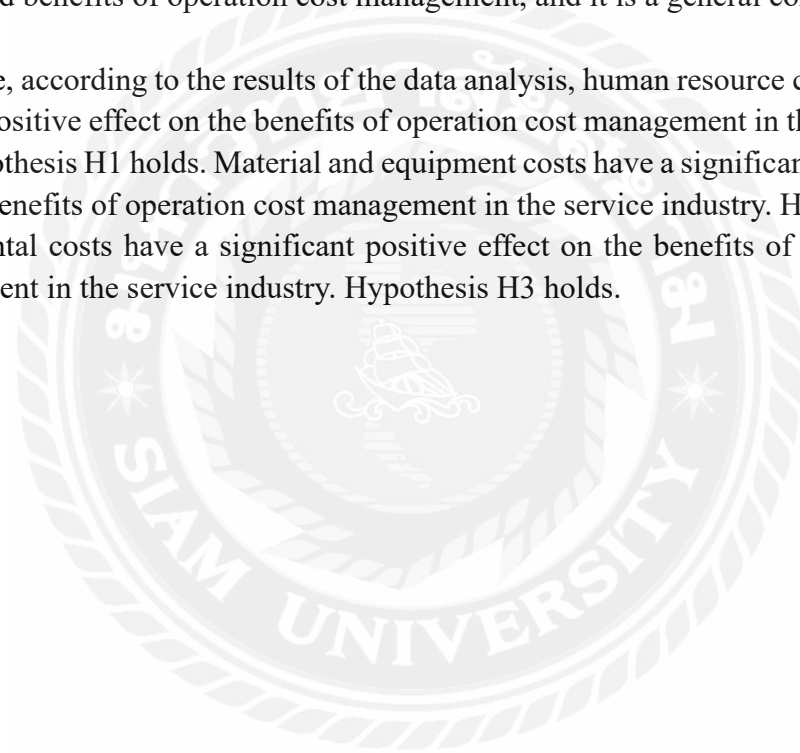 benefits of operation cost management, and it is a general
, according to the results of the data analysis, human resource
ositive effect on the benefits of operation cost management in
othesis H1 holds. Material and equipment costs have a significan
enefits of operation cost management in the service industry. H
ntal costs have a significant positive effect on the benefits of
ent in the service industry. Hypothesis H3 holds.
SIAM UNIVERSITY